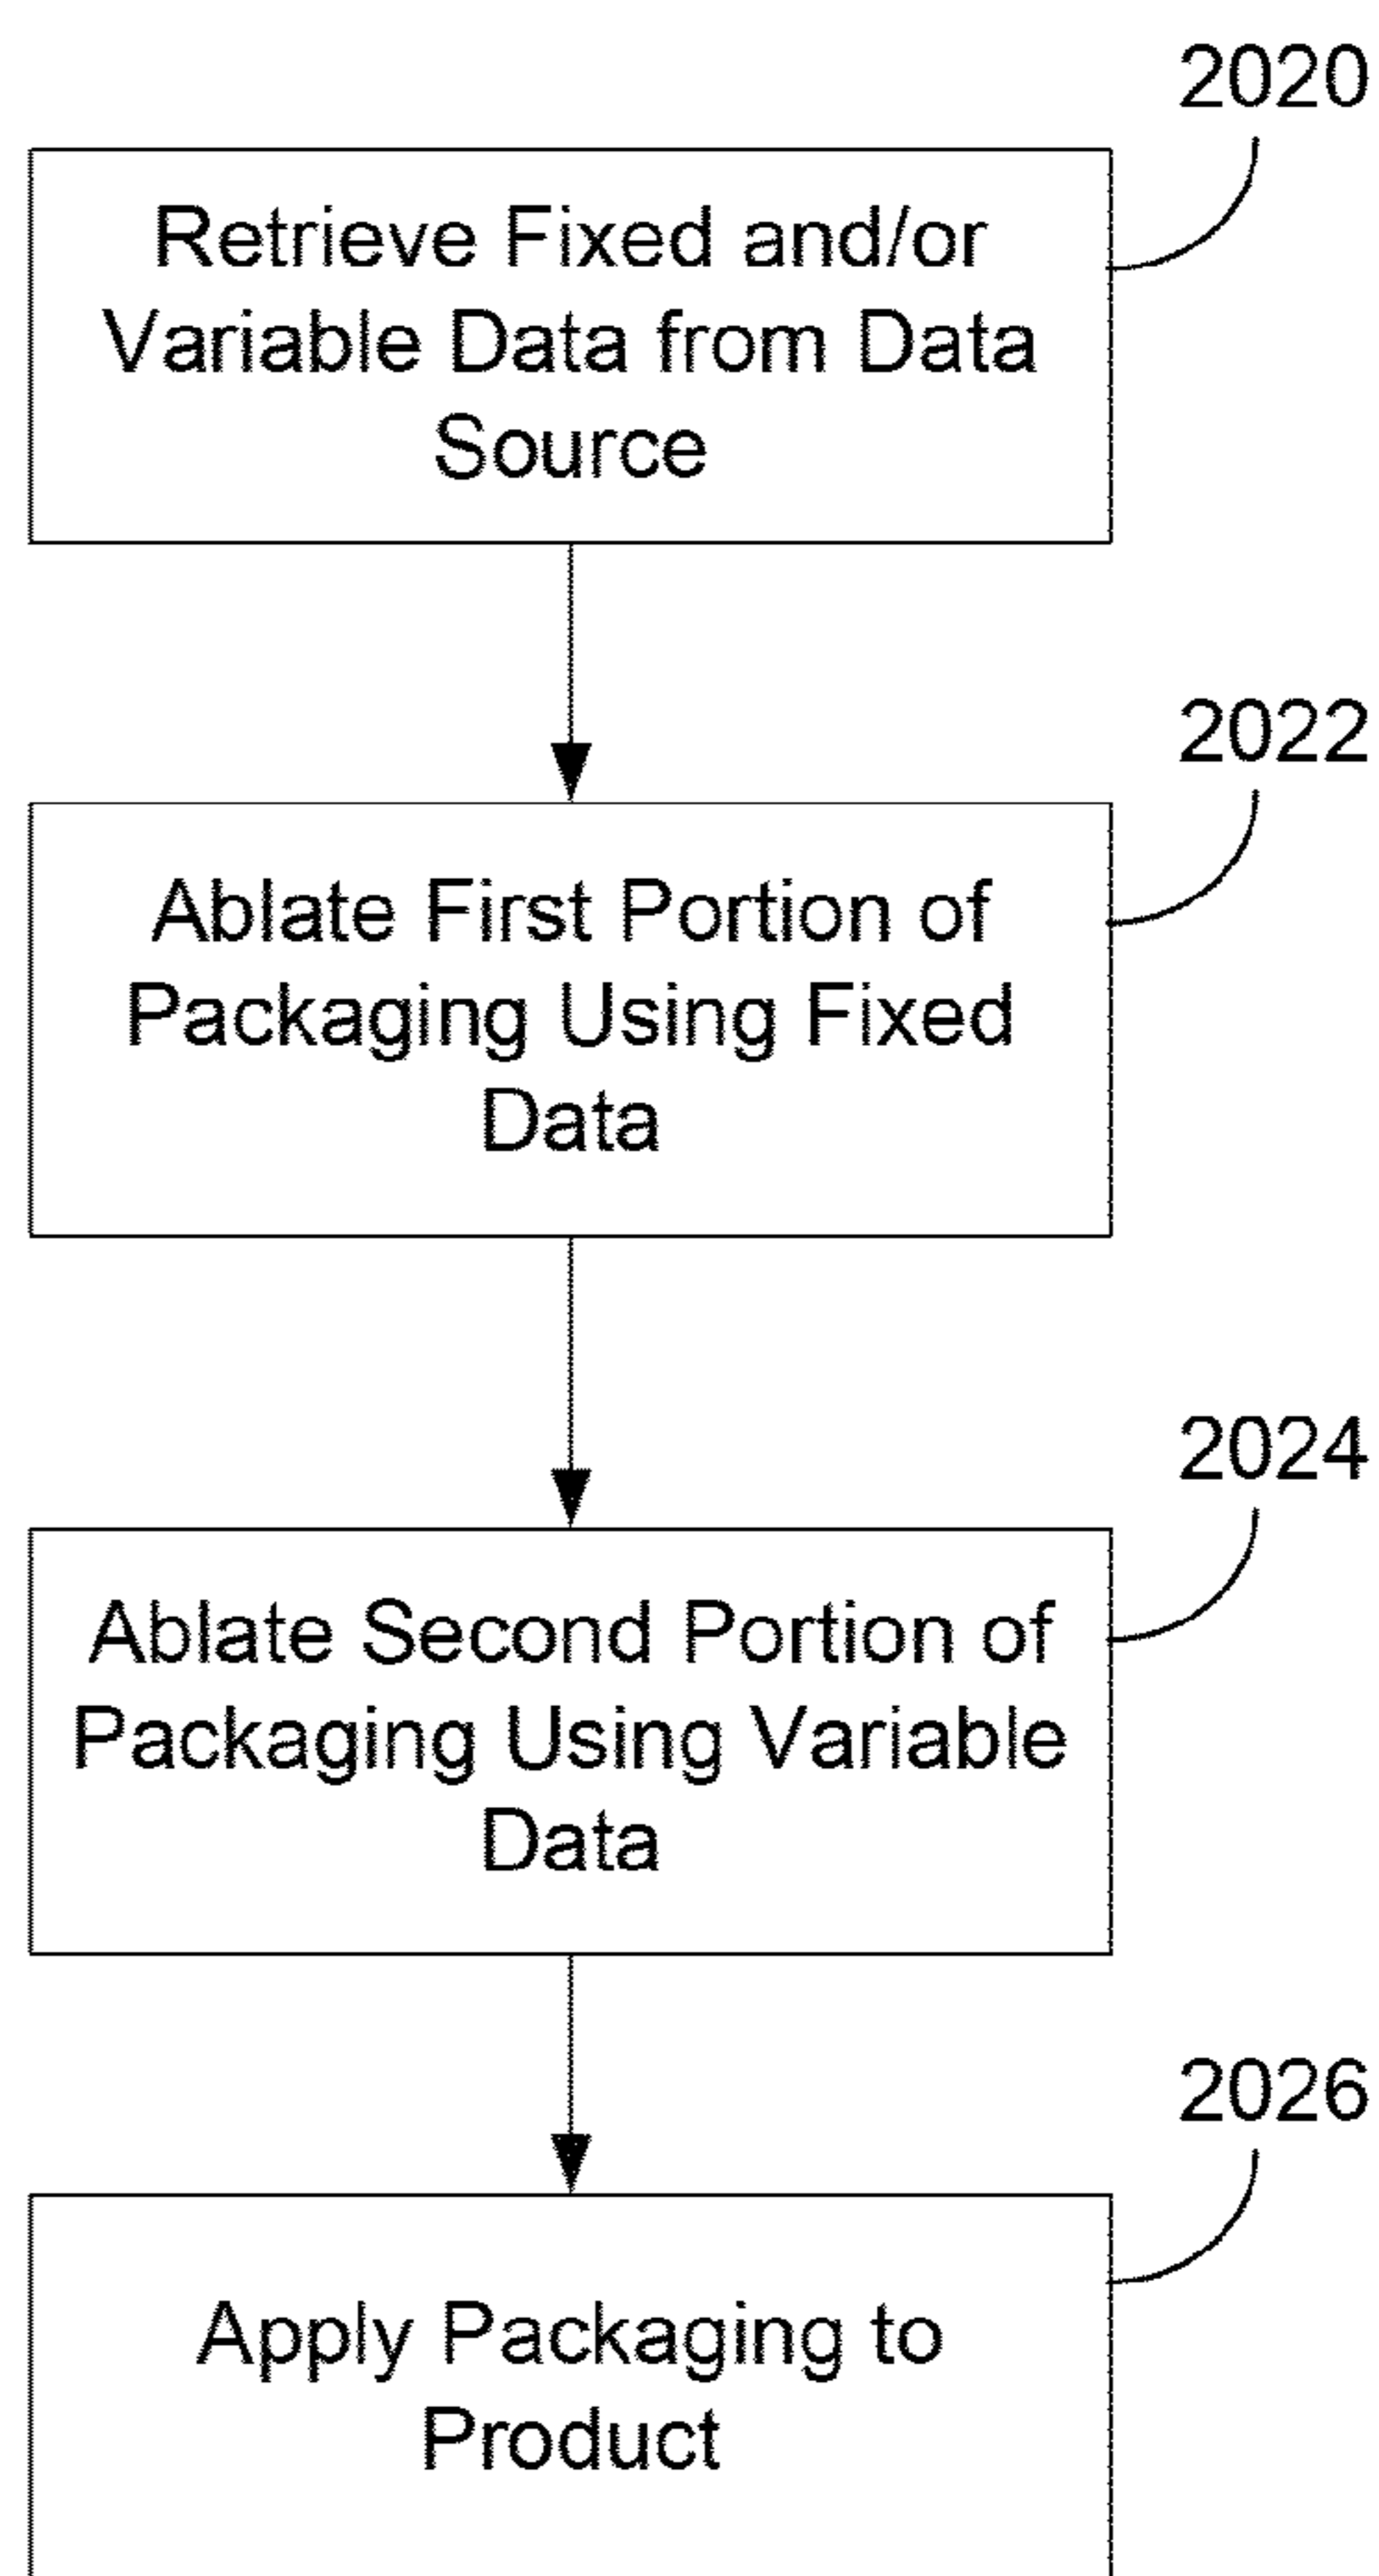 2020
Retrieve Fixed and/or
Variable Data from Data
Source
2022
Ablate First Portion of
Packaging Using Fixed
Data
2024
Ablate Second Portion of
Packaging Using Variable
Data
2026
Apply Packaging to
Product